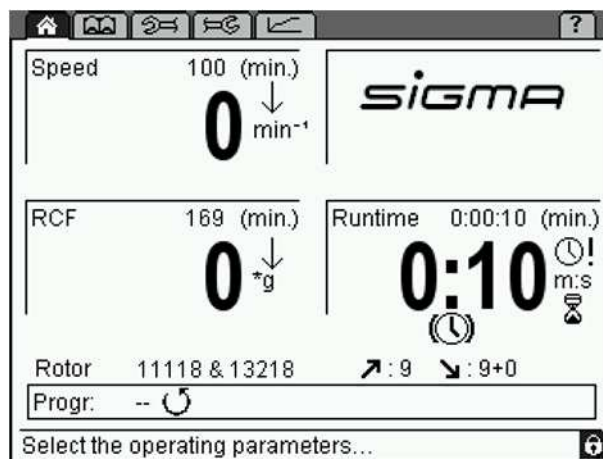 ?
Speed 100 (min.)
0 min⁻¹
sigma
RCF 169 (min.)
0 *g
Runtime 0:00:10 (min.)
0:10 m:s
Rotor 11118 & 13218 ↗:9 ↘:9+0
Progr: --
Select the operating parameters...